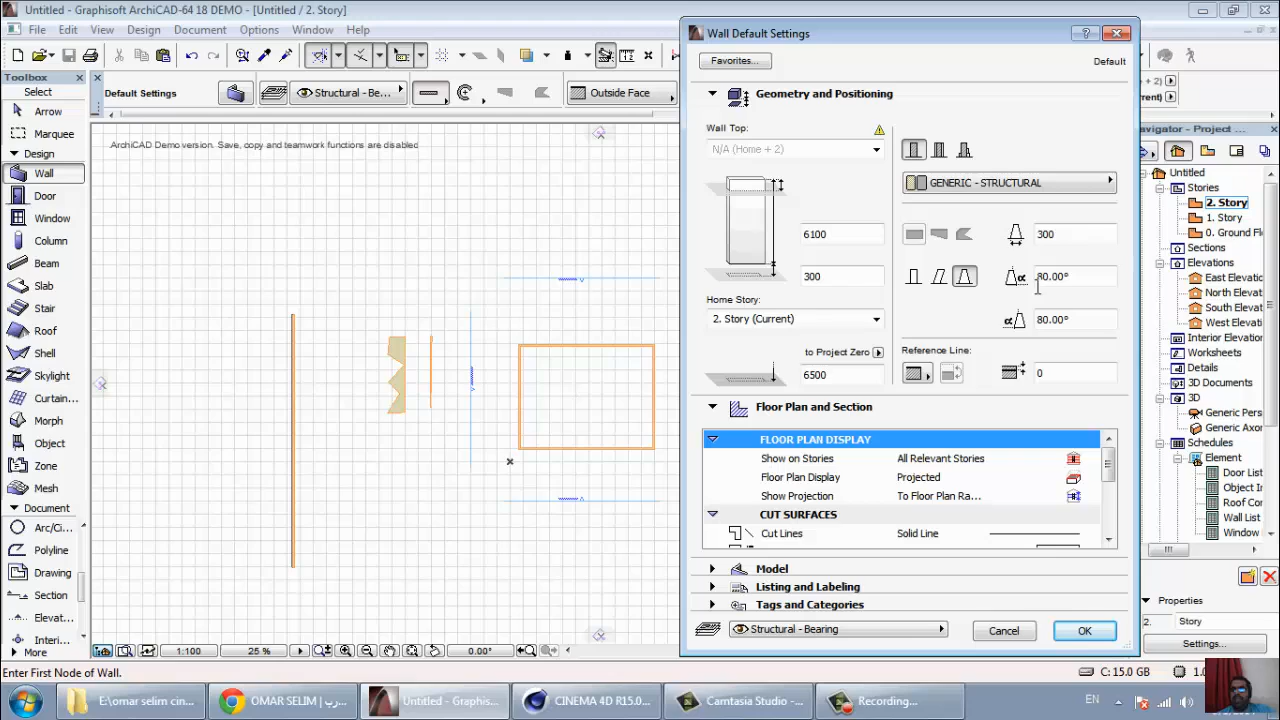 Untitled - Graphisoft ArchiCAD-64 18 DEMO - [Untitled / 2. Story]
File Edit View Design Document Options Window Help
Toolbox
Select
Arrow
Marquee
Design
Wall
Door
Window
Column
Beam
Slab
Stair
Roof
Shell
Skylight
Curtain...
Morph
Object
Zone
Mesh
Document
Arc/Ci...
Polyline
Drawing
Section
Elevat...
Interi...
More
Default Settings
Structural - Be...
Outside Face
ArchiCAD Demo version. Save, copy and teamwork functions are disabled
Wall Default Settings
Favorites...
Default
Geometry and Positioning
Wall Top:
N/A (Home + 2)
6100
300
Home Story:
2. Story (Current)
to Project Zero
6500
GENERIC - STRUCTURAL
300
80.00°
α
80.00°
α
Reference Line:
0
Floor Plan and Section
FLOOR PLAN DISPLAY
Show on Stories All Relevant Stories
Floor Plan Display Projected
Show Projection To Floor Plan Ra...
CUT SURFACES
Cut Lines Solid Line
Model
Listing and Labeling
Tags and Categories
Structural - Bearing
Cancel
OK
+ 2)
rrent)
avigator - Project ...
Untitled
Stories
2. Story
1. Story
0. Ground Fl
Sections
Elevations
East Elevatio
North Elevat
South Elevat
West Elevati
Interior Elevatio
Worksheets
Details
3D Documents
3D
Generic Pers
Generic Axo
Schedules
Element
Door List
Object In
Roof Con
Wall List
Window
Properties
2. Story
Settings...
1:100
25 %
0.00°
Enter First Node of Wall.
C: 15.0 GB
E:\omar selim cin...
OMAR SELIM | رب...
Untitled - Graphis...
CINEMA 4D R15.0...
Camtasia Studio -...
Recording...
EN